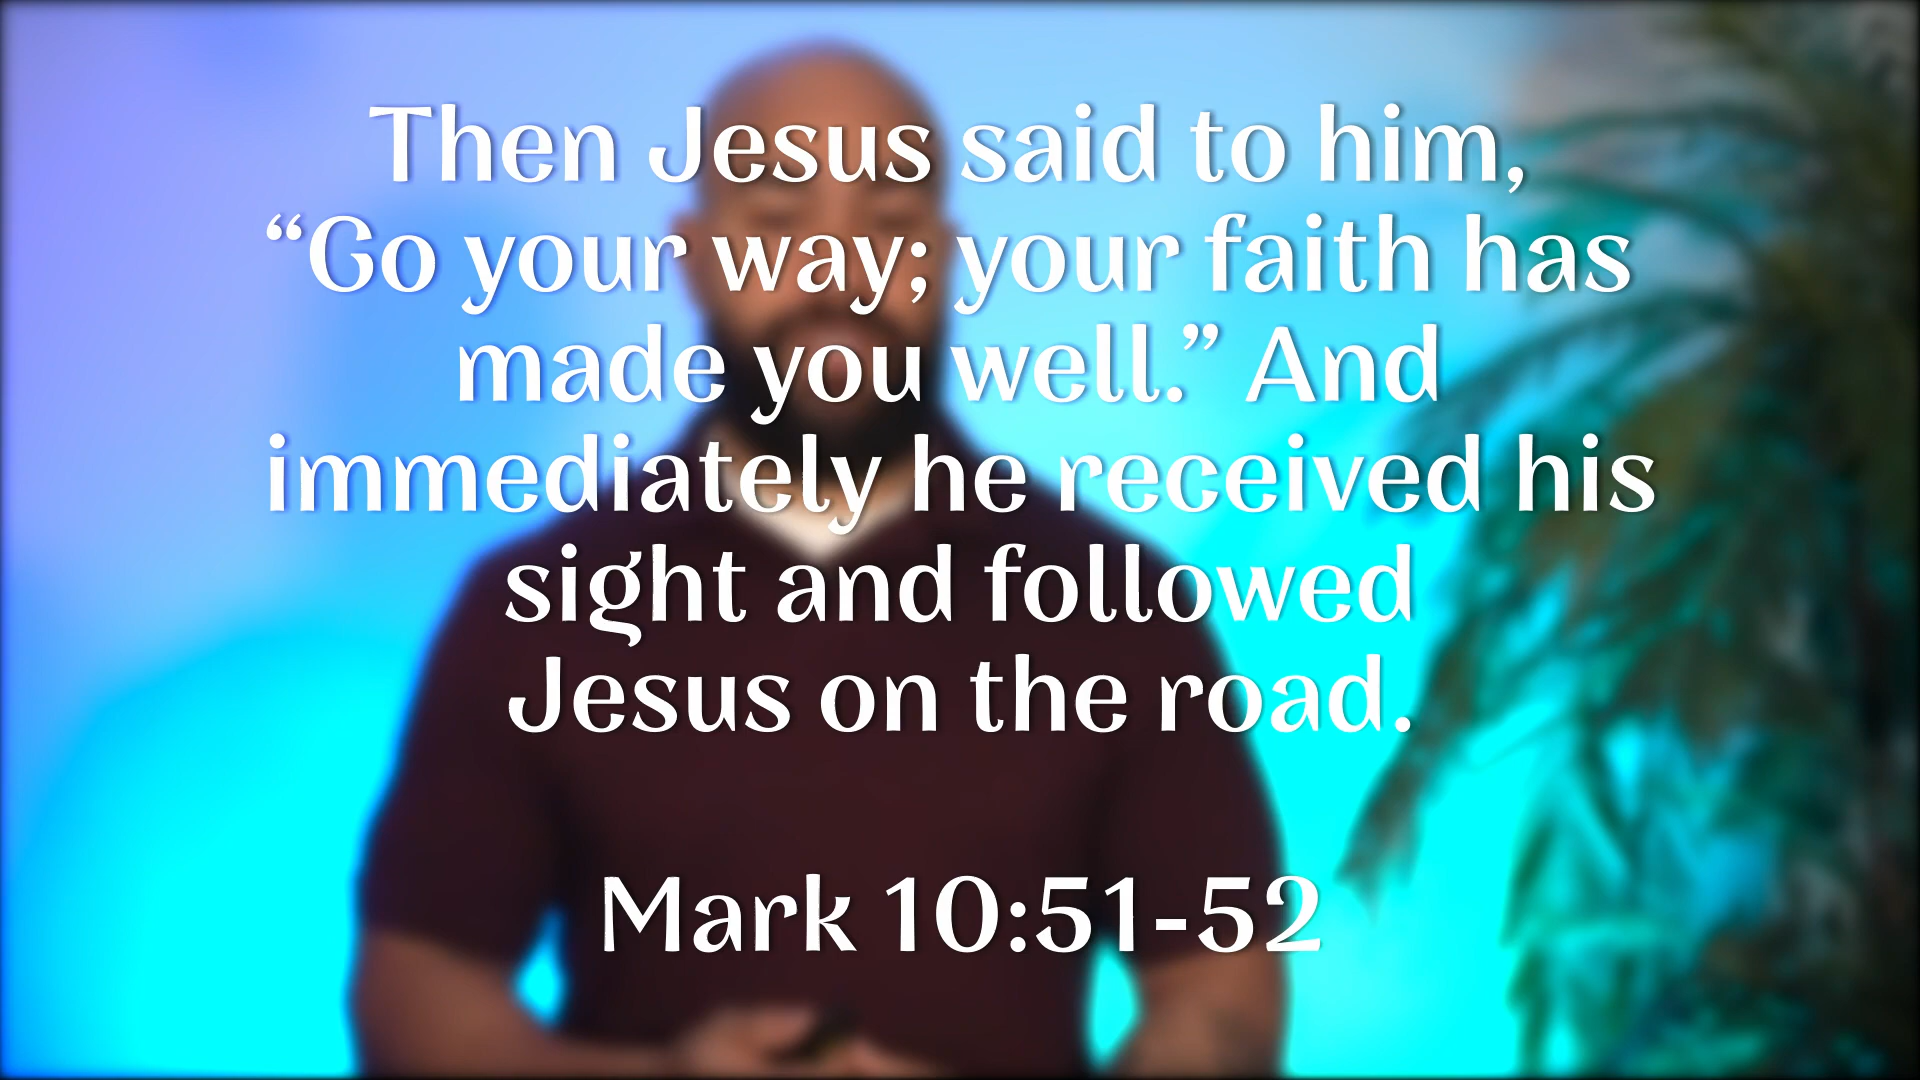 Then Jesus said to him,
“Go your way; your faith has
made you well.” And
immediately he received his
sight and followed
Jesus on the road.
Mark 10:51-52